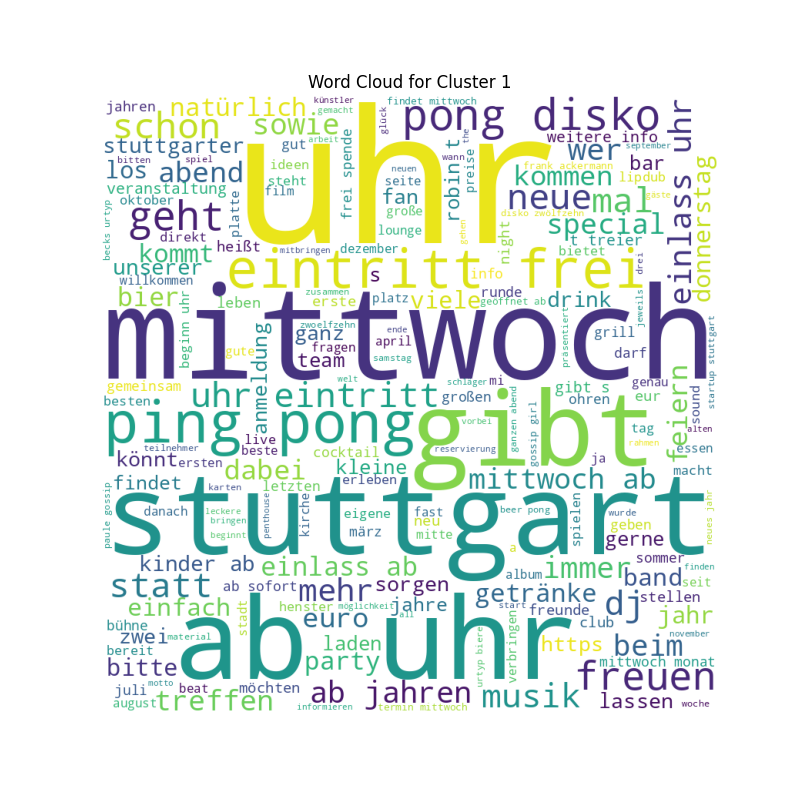 Word Cloud for Cluster 1
jahren
natürlich
künstler
gemacht
findet mittwoch
schon
sowie
glück
pong disko
weitere info
stuttgarter
gut
arbeit
uhr
the
wer
september
einlass uhr
los
abend
bitten
spiel
ideen
frei spende
neuen
wann
frank ackermann
bar
veranstaltung
steht
seite
robin t
preise
kommen
lipdub
donnerstag
oktober
platte
film
fan
große
neue
mal
gaste
becks urtyp
geht
direkt
lounge
gehen
disko zwölfzehn
special
kommt
heißt
mitbringen
dezember
night
t treier
bietet
drei
unserer
eintritt frei
willkommen
s
info
bier
leben
zusammen
erste
platz
viele
runde
geöffnet ab
drink
jeweils
mittwoch
beginn uhr
anmeldung
zwoelfzehn
ganz
ende
april
präsentiert
grill
startup stuttgart
gute
fragen
samstag
team
darf
gemeinsam
welt
schlager
mi
gibt s
genau
besten
uhr eintritt
großen
ganzen abend
gossip girl
ohren
eur
sound
alten
feiern
ping pong
gibt
vorbei
tag
teilnehmer
live
beste
cocktail
reservierung
ja
rahmen
essen
könnt
ersten
dabei
kleine
mittwoch ab
macht
findet
karten
letzten
erleben
stuttgart
paule gossip
danach
leckere
bringen
penthouse
kirche
eigene
fast
beer pong
spielen
wurde
geben
neues jahr
beginnt
märz
neu
mitte
a
gerne
kinder ab
einlass ab
album
immer
sommer
finden
band
seit
statt
ab sofort
mehr
sorgen
getränke
stellen
einfach
stadt
henster
möglichkeit
jahre
start
freunde
dj
jahr
bühne
ab uhr
euro
all
club
november
zwei
material
laden
urtyp biere
verbringen
https
beim
bereit
bitte
party
mittwoch monat
motto
juli
beat
möchten
ab jahren
musik
freuen
august
treffen
informieren
termin mittwoch
lassen
woche